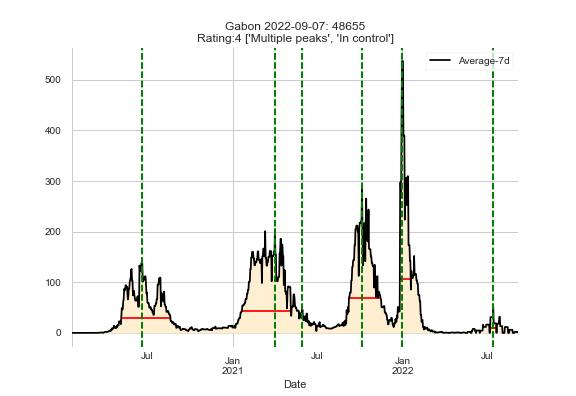 Gabon 2022-09-07: 48655
Rating:4 ['Multiple peaks', 'In control']
Average-7d
500
400
300
200
100
0
Jul
Jan
2021
Jul
Jan
2022
Jul
Date